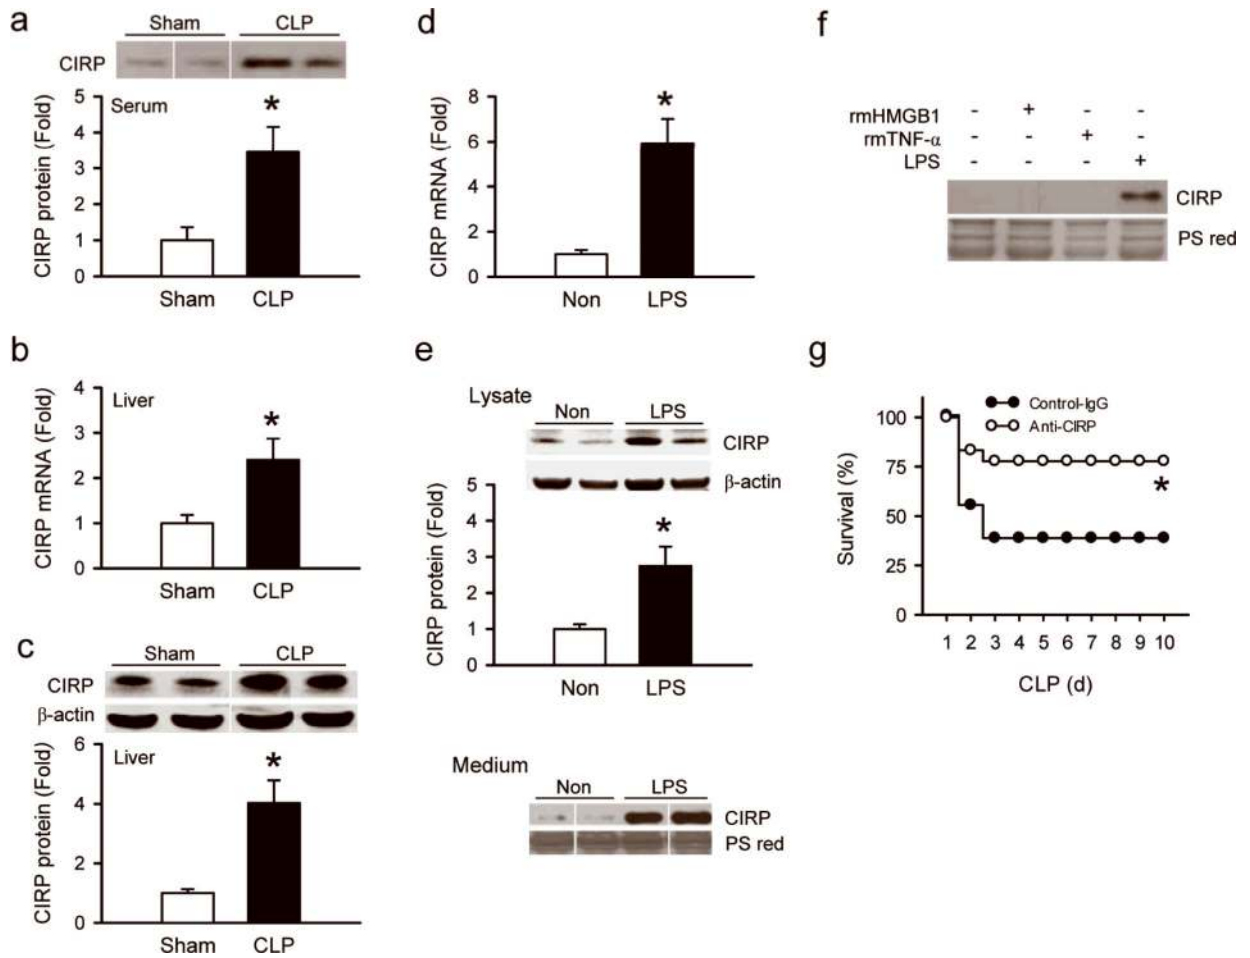 a
Sham CLP
CIRP
CIRP protein (Fold)
5
4
3
2
1
0
Serum
*
Sham CLP
b
CIRP mRNA (Fold)
4
3
2
1
0
Liver
*
Sham CLP
c
Sham CLP
CIRP
β-actin
CIRP protein (Fold)
6
4
2
0
Liver
*
Sham CLP
d
CIRP mRNA (Fold)
8
6
4
2
0
*
Non LPS
e
Lysate
Non LPS
CIRP
β-actin
CIRP protein (Fold)
5
4
3
2
1
0
*
Non LPS
Medium
Non LPS
CIRP
PS red
f
rmHMGB1 - + - -
rmTNF-α - - + -
LPS - - - +
CIRP
PS red
g
Control-IgG
Anti-CIRP
Survival (%)
100
75
50
25
0
*
1 2 3 4 5 6 7 8 9 10
CLP (d)